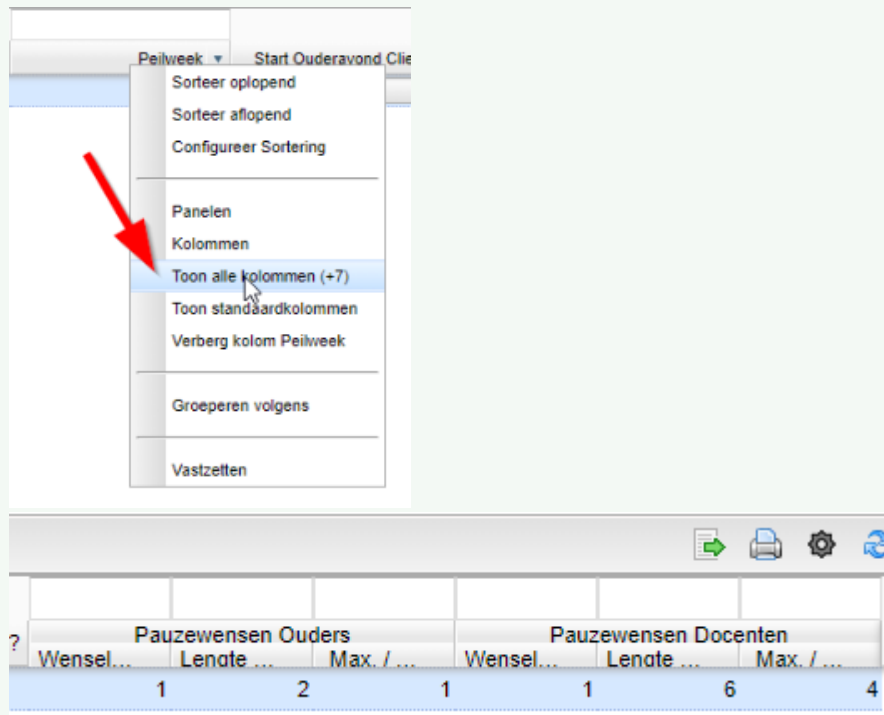 Peilweek Start Ouderavond Clie
Sorteer oplopend
Sorteer aflopend
Configureer Sortering
Panelen
Kolommen
Toon alle kolommen (+7)
Toon standaardkolommen
Verberg kolom Peilweek
Groeperen volgens
Vastzetten
? Pauzewensen Ouders Pauzewensen Docenten
Wensel... Lengte ... Max. / ... Wensel... Lengte ... Max. / ...
1 2 1 1 6 4